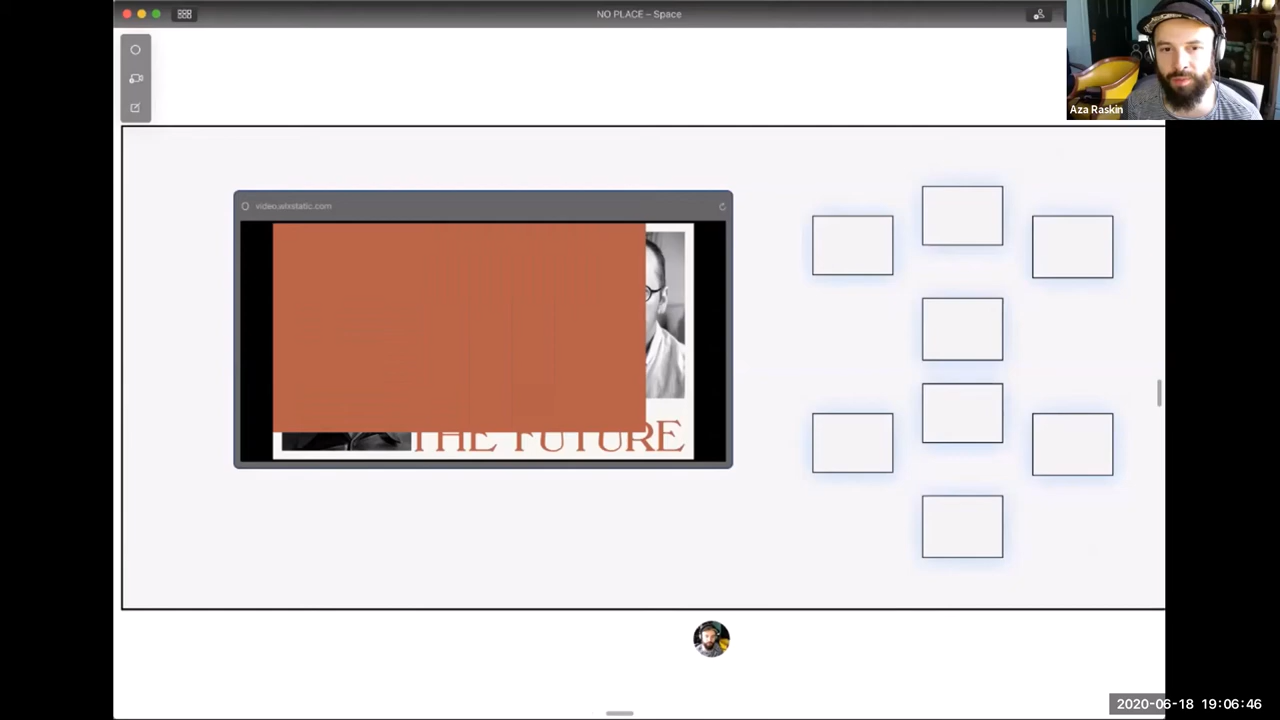 NO PLACE – Space
Aza Raskin
video.wixstatic.com
THE FUTURE
2020-06-18 19:06:46